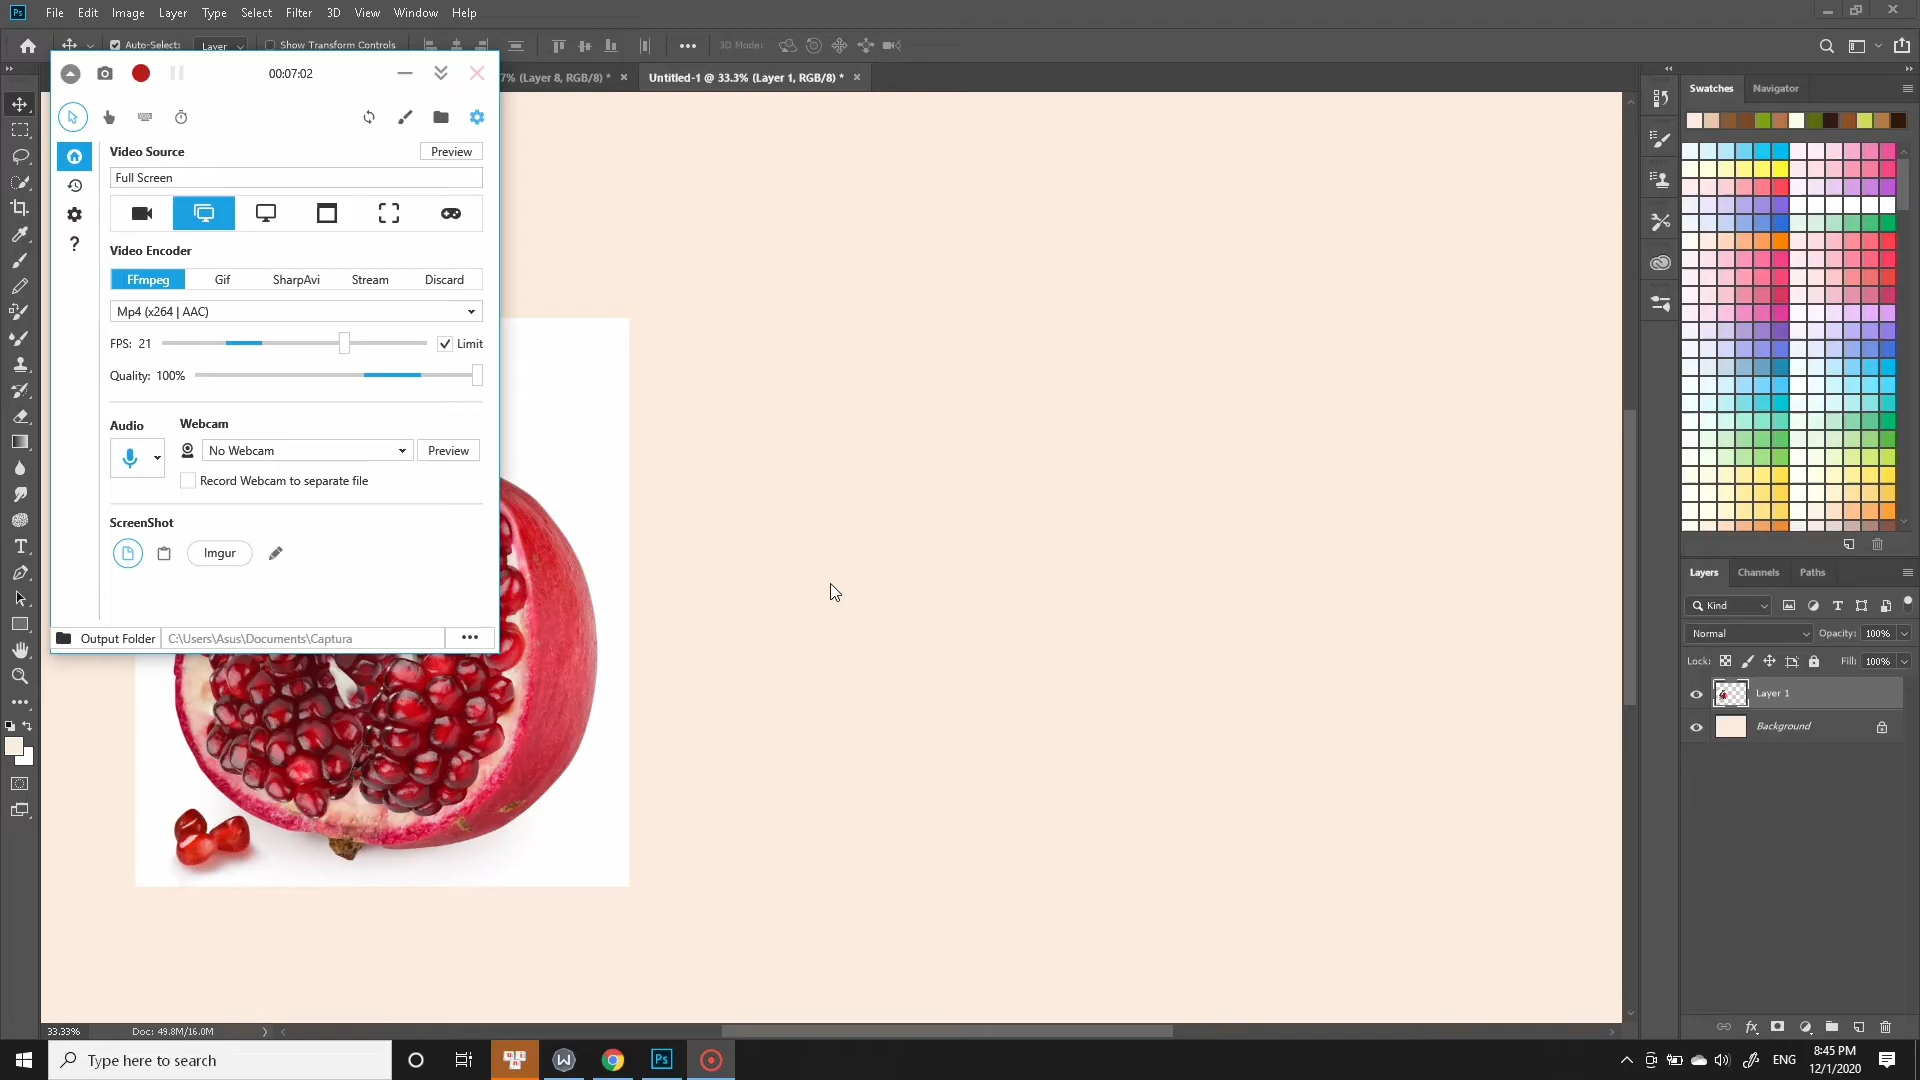 Ps File Edit Image Layer Type Select Filter 3D View Window Help
Auto-Select: Layer Show Transform Controls 3D Mode:
7% (Layer 8, RGB/8) * × Untitled-1 @ 33.3% (Layer 1, RGB/8) * ×
00:07:02
Video Source Preview
Full Screen
Video Encoder
FFmpeg Gif SharpAvi Stream Discard
Mp4 (x264 | AAC)
FPS: 21 Limit
Quality: 100%
Audio Webcam
No Webcam Preview
Record Webcam to separate file
ScreenShot
Imgur
Output Folder C:\Users\Asus\Documents\Captura ...
Swatches Navigator
Layers Channels Paths
Kind
Normal Opacity: 100%
Lock: Fill: 100%
Layer 1
Background
33.33% Doc: 49.8M/16.0M
Type here to search
ENG 8:45 PM
12/1/2020